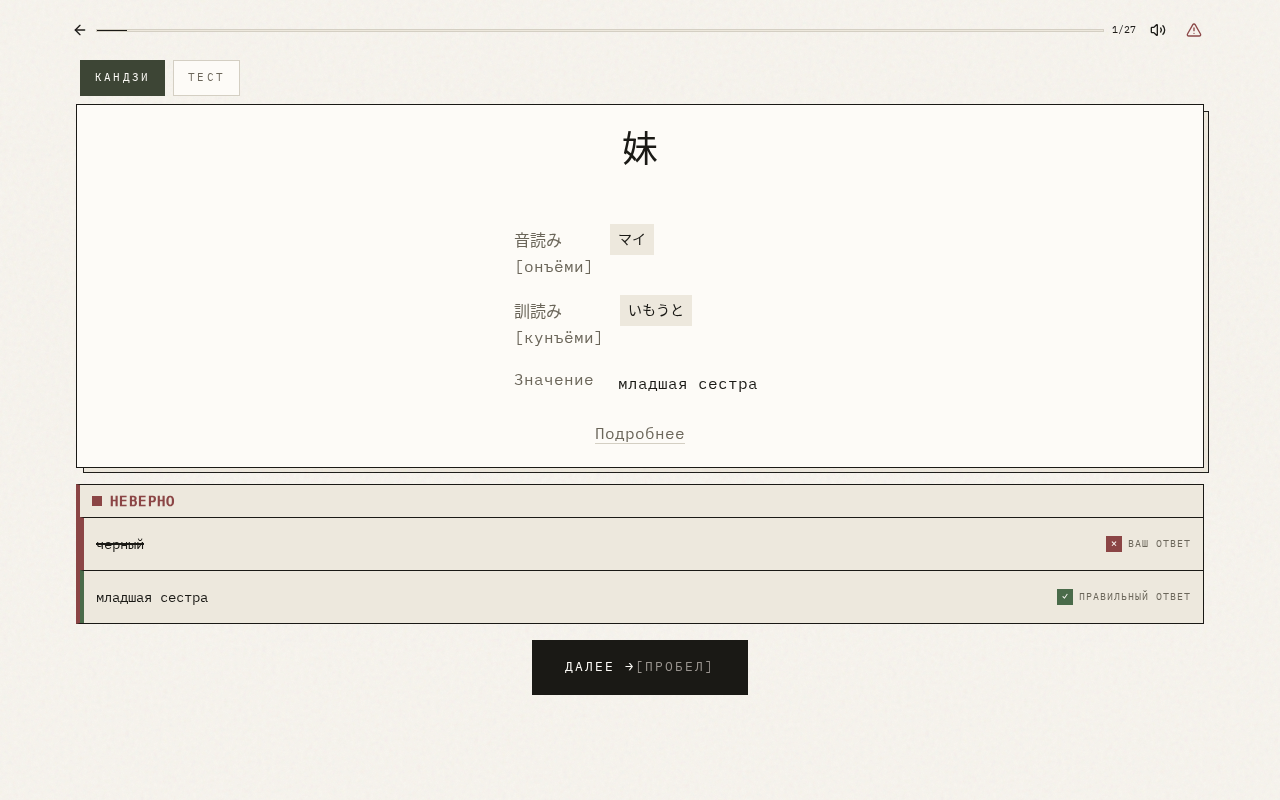 1/27
КАНДЗИ
ТЕСТ
妹
音読み マイ
[онъёми]
訓読み いもうと
[кунъёми]
Значение младшая сестра
Подробнее
НЕВЕРНО
черный ВАШ ОТВЕТ
младшая сестра ПРАВИЛЬНЫЙ ОТВЕТ
ДАЛЕЕ →[ПРОБЕЛ]